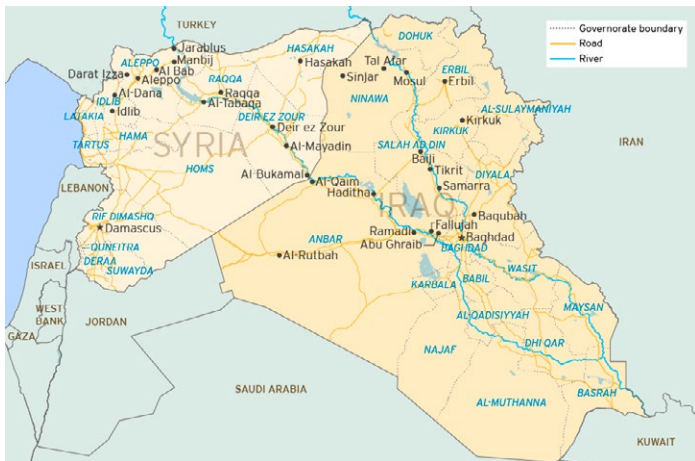 TURKEY
Governorate boundary
Road
River
Jarablus
Manbij
ALEPPO
Al Bab
Darat Izza
Aleppo
HASAKAH
Hasakah
DOHUK
Tal Afar
Sinjar
Mosul
ERBIL
Erbil
RAQQA
Raqqa
Al-Dana
Al-Tabaqa
IDLIB
Idlib
LATAKIA
NINAWA
AL-SULAYMANIYAH
Kirkuk
KIRKUK
DEIR EZ ZOUR
Deir ez Zour
HAMA
TARTUS
SYRIA
Al-Mayadin
SALAH AD DIN
Baiji
IRAN
HOMS
Al Bukamal
Al-Qaim
Tikrit
DIYALA
LEBANON
Haditha
Samarra
IRAQ
RIF DIMASHQ
Damascus
Baqubah
Fallujah
Ramadi
Abu Ghraib
Baghdad
BAGHDAD
ANBAR
QUNEITRA
DERAA
SUWAYDA
Al-Rutbah
ISRAEL
WASIT
KARBALA
BABIL
WEST
BANK
GAZA
JORDAN
MAYSAN
AL-QADISIYYAH
DHI QAR
NAJAF
SAUDI ARABIA
AL-MUTHANNA
BASRAH
KUWAIT